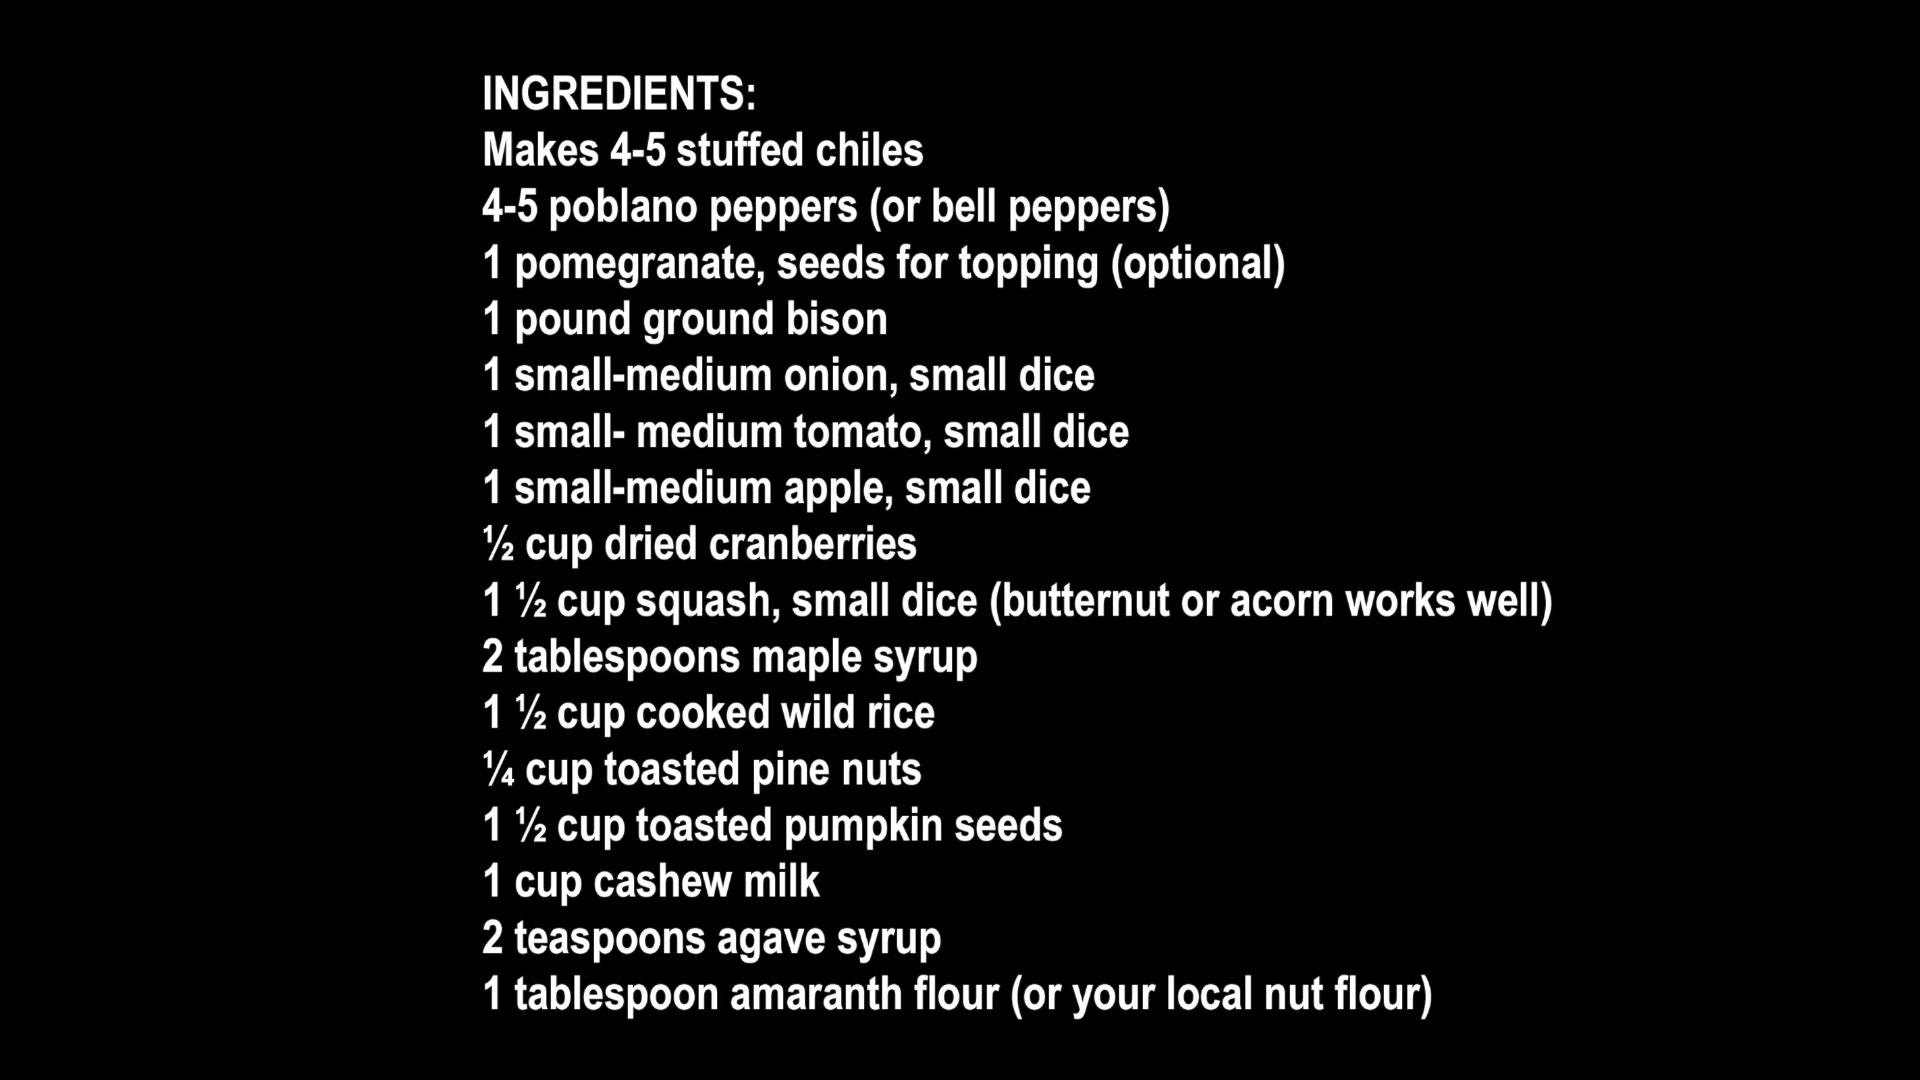 INGREDIENTS:
Makes 4-5 stuffed chiles
4-5 poblano peppers (or bell peppers)
1 pomegranate, seeds for topping (optional)
1 pound ground bison
1 small-medium onion, small dice
1 small- medium tomato, small dice
1 small-medium apple, small dice
½ cup dried cranberries
1 ½ cup squash, small dice (butternut or acorn works well)
2 tablespoons maple syrup
1 ½ cup cooked wild rice
¼ cup toasted pine nuts
1 ½ cup toasted pumpkin seeds
1 cup cashew milk
2 teaspoons agave syrup
1 tablespoon amaranth flour (or your local nut flour)